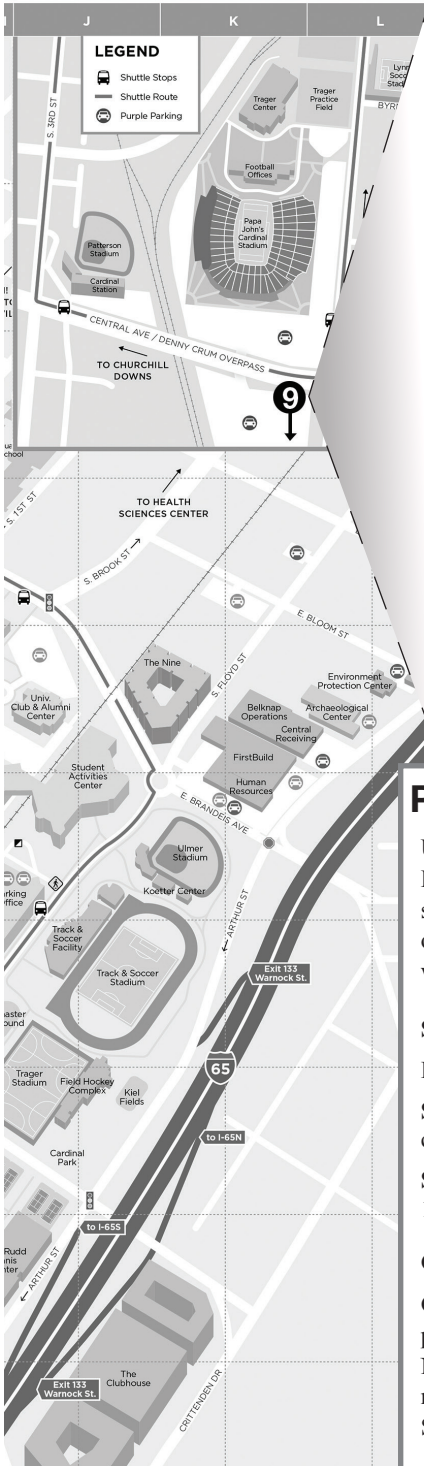 J
K
L
LEGEND
Shuttle Stops
Shuttle Route
Purple Parking
S. 3RD ST
Trager
Center
Trager
Practice
Field
Football
Offices
Papa
John's
Cardinal
Stadium
Patterson
Stadium
Cardinal
Station
CENTRAL AVE / DENNY CRUM OVERPASS
TO CHURCHILL
DOWNS
9
S. 1ST ST
TO HEALTH
SCIENCES CENTER
S. BROOK ST
E. BLOOM ST
The Nine
S. FLOYD ST
Environment
Protection Center
Univ.
Club & Alumni
Center
Belknap
Operations
Archaeological
Center
Central
Receiving
FirstBuild
Student
Activities
Center
Human
Resources
E. BRANDEIS AVE
Ulmer
Stadium
Koetter Center
ARTHUR ST
Track &
Soccer
Facility
Track & Soccer
Stadium
Exit 133
Warnock St.
65
Trager
Stadium
Field Hockey
Complex
Kiel
Fields
to I-65N
Cardinal
Park
to I-65S
Rudd
ARTHUR ST
The
Clubhouse
Exit 133
Warnock St.
CRITTENDEN DR